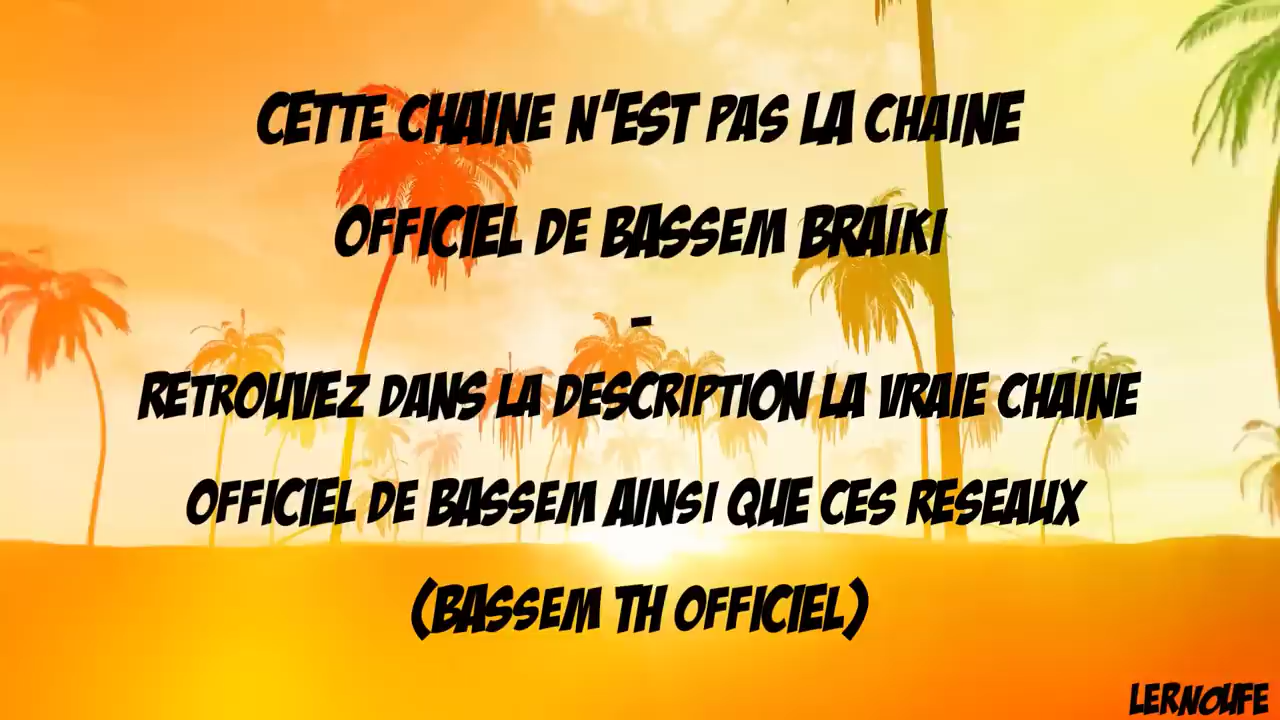 CETTE CHAINE N'EST PAS LA CHAINE
OFFICIEL DE BASSEM BRAIKI
-
RETROUVEZ DANS LA DESCRIPTION LA VRAIE CHAINE
OFFICIEL DE BASSEM AINSI QUE CES RESEAUX
(BASSEM TH OFFICIEL)
LERNOUFE